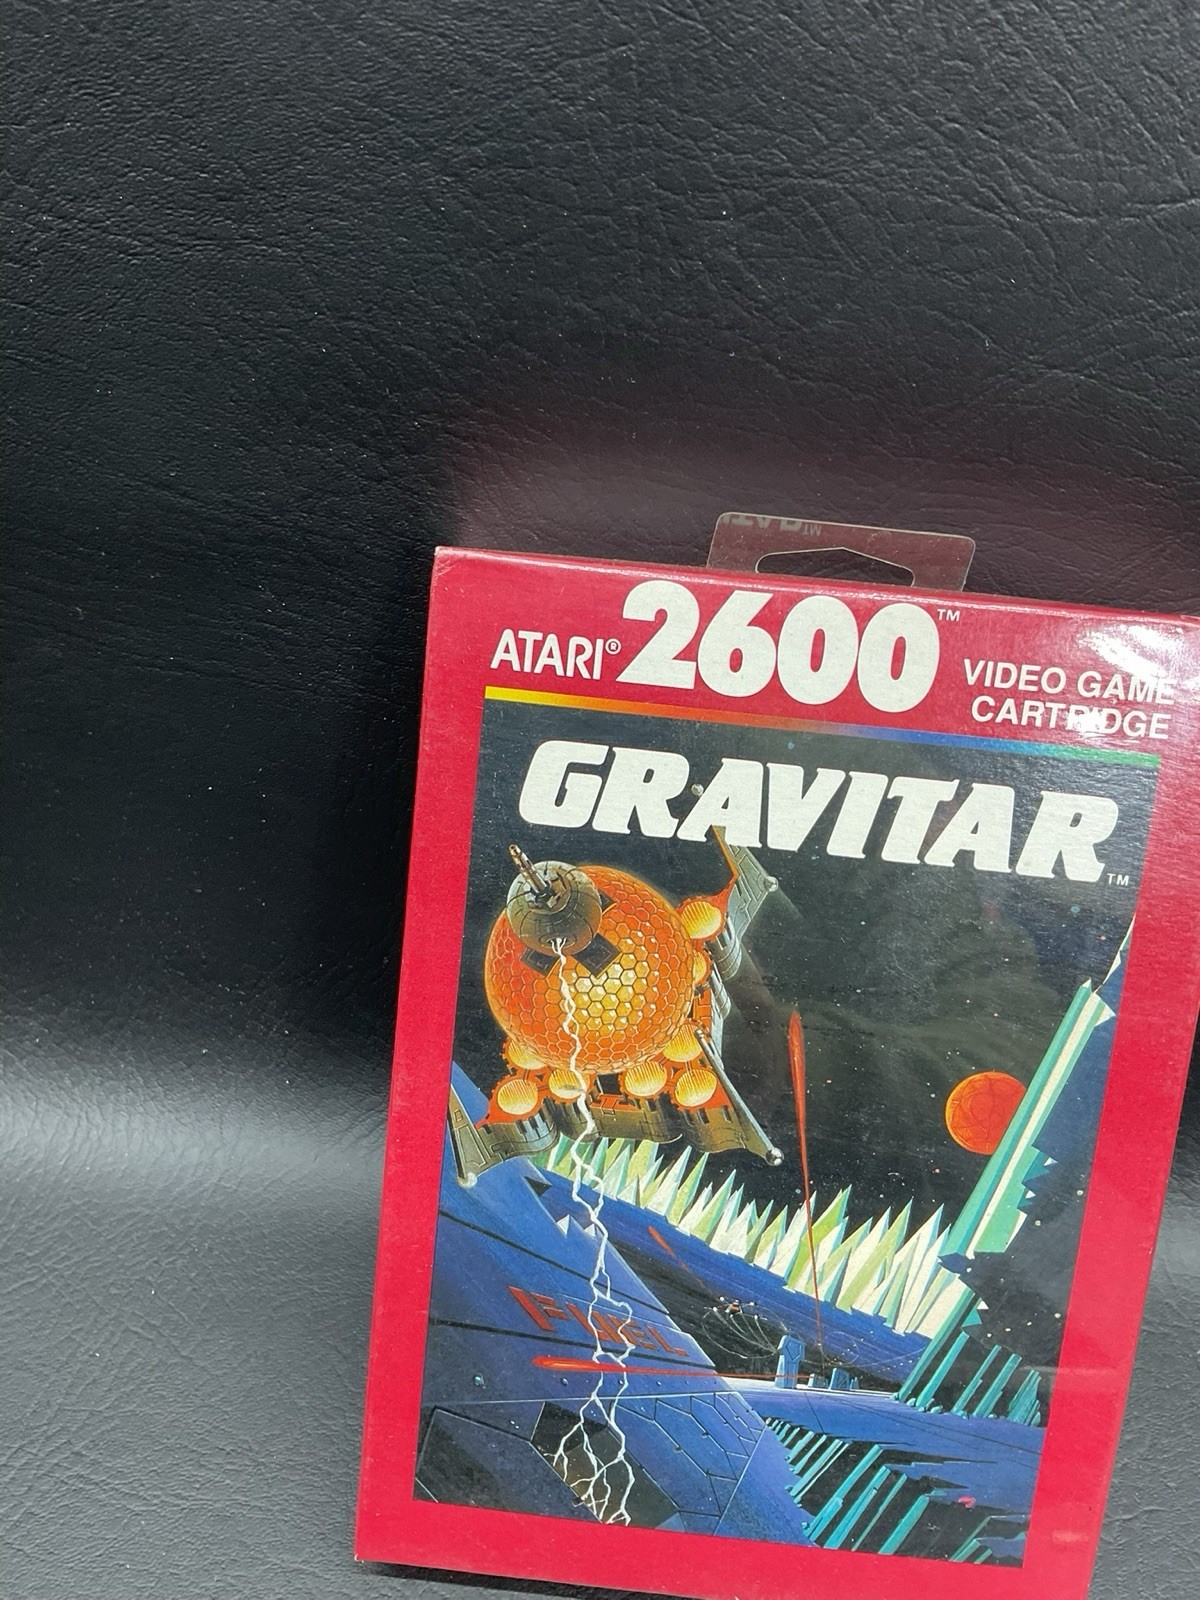 ATARI® 2600™ VIDEO GAME
CARTRIDGE
GRAVITAR™
FUEL